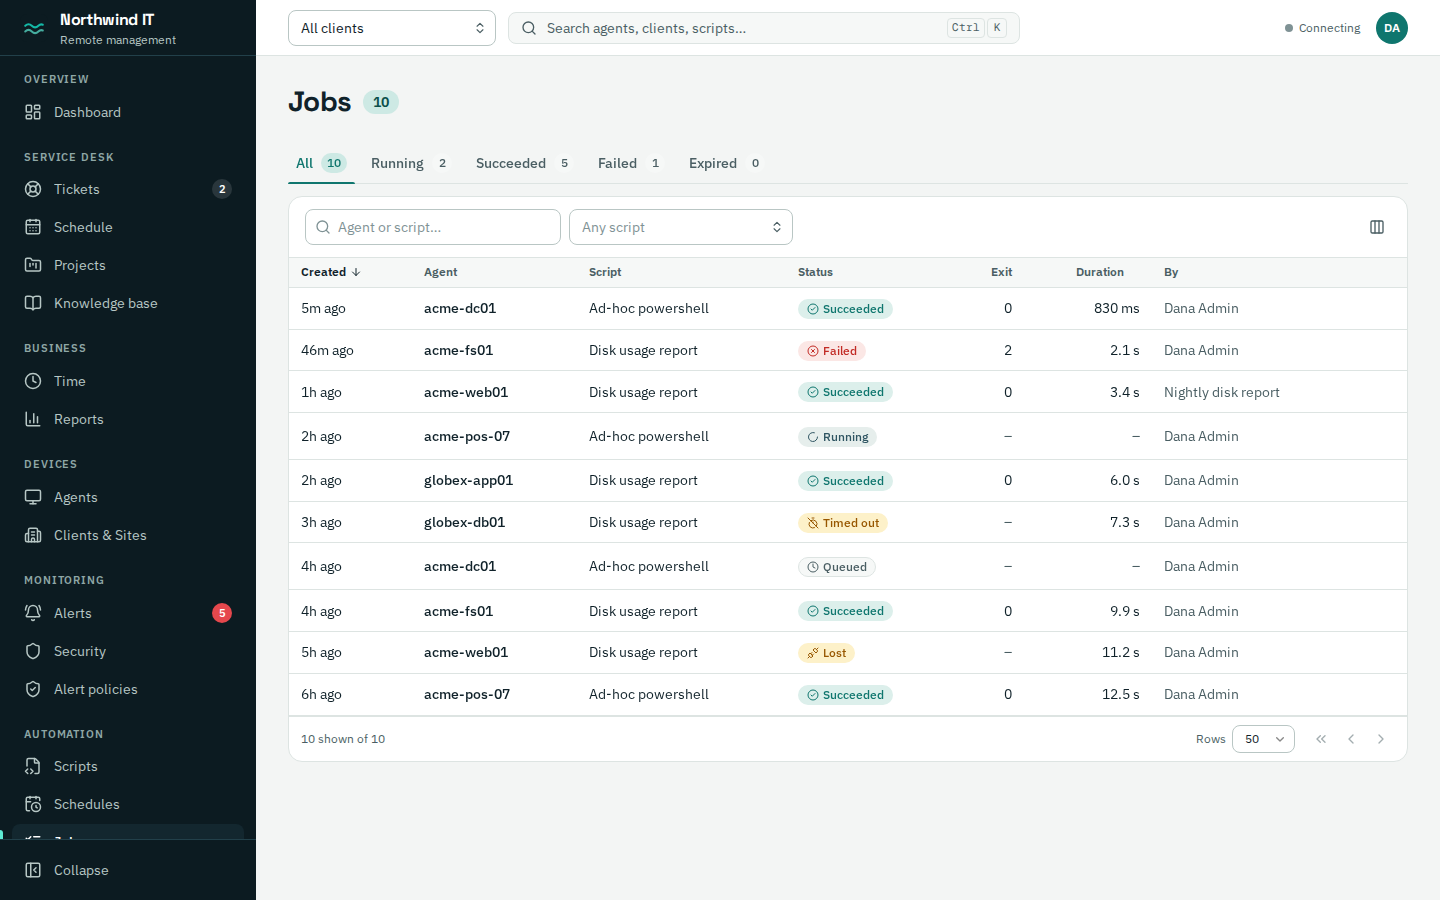 Northwind IT
Remote management
OVERVIEW
Dashboard
SERVICE DESK
Tickets 2
Schedule
Projects
Knowledge base
BUSINESS
Time
Reports
DEVICES
Agents
Clients & Sites
MONITORING
Alerts 5
Security
Alert policies
AUTOMATION
Scripts
Schedules
Collapse
All clients
Search agents, clients, scripts...
Ctrl K
Connecting
DA
Jobs 10
All 10 Running 2 Succeeded 5 Failed 1 Expired 0
Agent or script...
Any script
Created Agent Script Status Exit Duration By
5m ago acme-dc01 Ad-hoc powershell Succeeded 0 830 ms Dana Admin
46m ago acme-fs01 Disk usage report Failed 2 2.1 s Dana Admin
1h ago acme-web01 Disk usage report Succeeded 0 3.4 s Nightly disk report
2h ago acme-pos-07 Ad-hoc powershell Running – – Dana Admin
2h ago globex-app01 Disk usage report Succeeded 0 6.0 s Dana Admin
3h ago globex-db01 Disk usage report Timed out – 7.3 s Dana Admin
4h ago acme-dc01 Ad-hoc powershell Queued – – Dana Admin
4h ago acme-fs01 Disk usage report Succeeded 0 9.9 s Dana Admin
5h ago acme-web01 Disk usage report Lost – 11.2 s Dana Admin
6h ago acme-pos-07 Ad-hoc powershell Succeeded 0 12.5 s Dana Admin
10 shown of 10
Rows 50